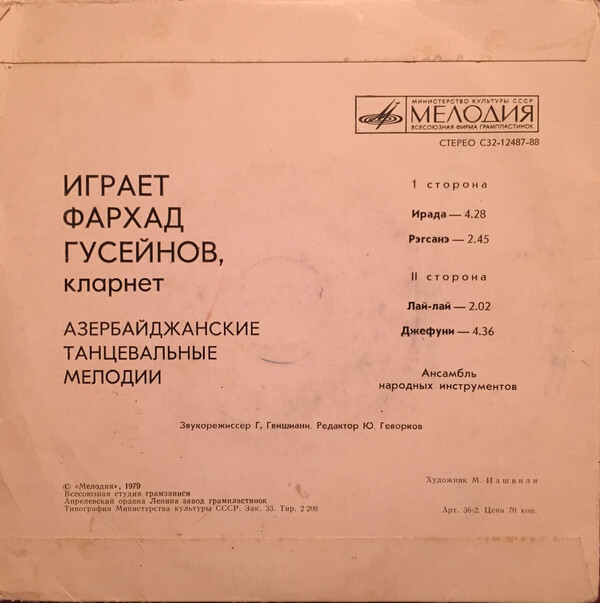 МИНИСТЕРСТВО КУЛЬТУРЫ СССР
МЕЛОДИЯ
ВСЕСОЮЗНАЯ ФИРМА ГРАМПЛАСТИНОК
СТЕРЕО С32-12487-88
ИГРАЕТ
ФАРХАД
ГУСЕЙНОВ,
кларнет
АЗЕРБАЙДЖАНСКИЕ
ТАНЦЕВАЛЬНЫЕ
МЕЛОДИИ
I сторона
Ирада — 4.28
Рэгсанэ — 2.45
II сторона
Лай-лай — 2.02
Джефуни — 4.36
Ансамбль
народных инструментов
Звукорежиссер Г. Гвишиани. Редактор Ю. Геворков
© «Мелодия», 1979
Всесоюзная студия грамзаписи
Апрелевский ордена Ленина завод грампластинок
Типография Министерства культуры СССР. Зак. 33. Тир. 2 200
Художник М. Иашвили
Арт. 36-2. Цена 70 коп.